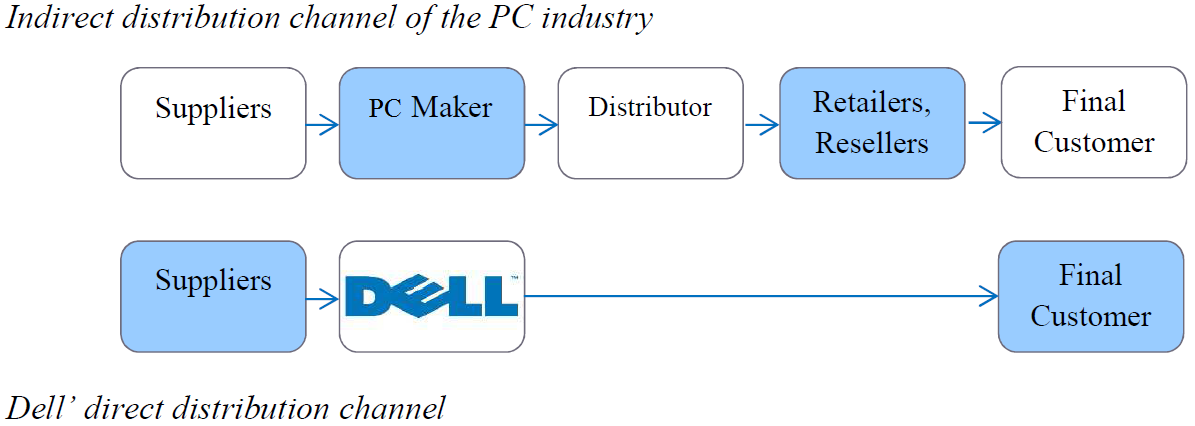 Indirect distribution channel of the PC industry
Suppliers
PC Maker
Distributor
Retailers,
Resellers
Final
Customer
Suppliers
DELL™
Final
Customer
Dell’ direct distribution channel